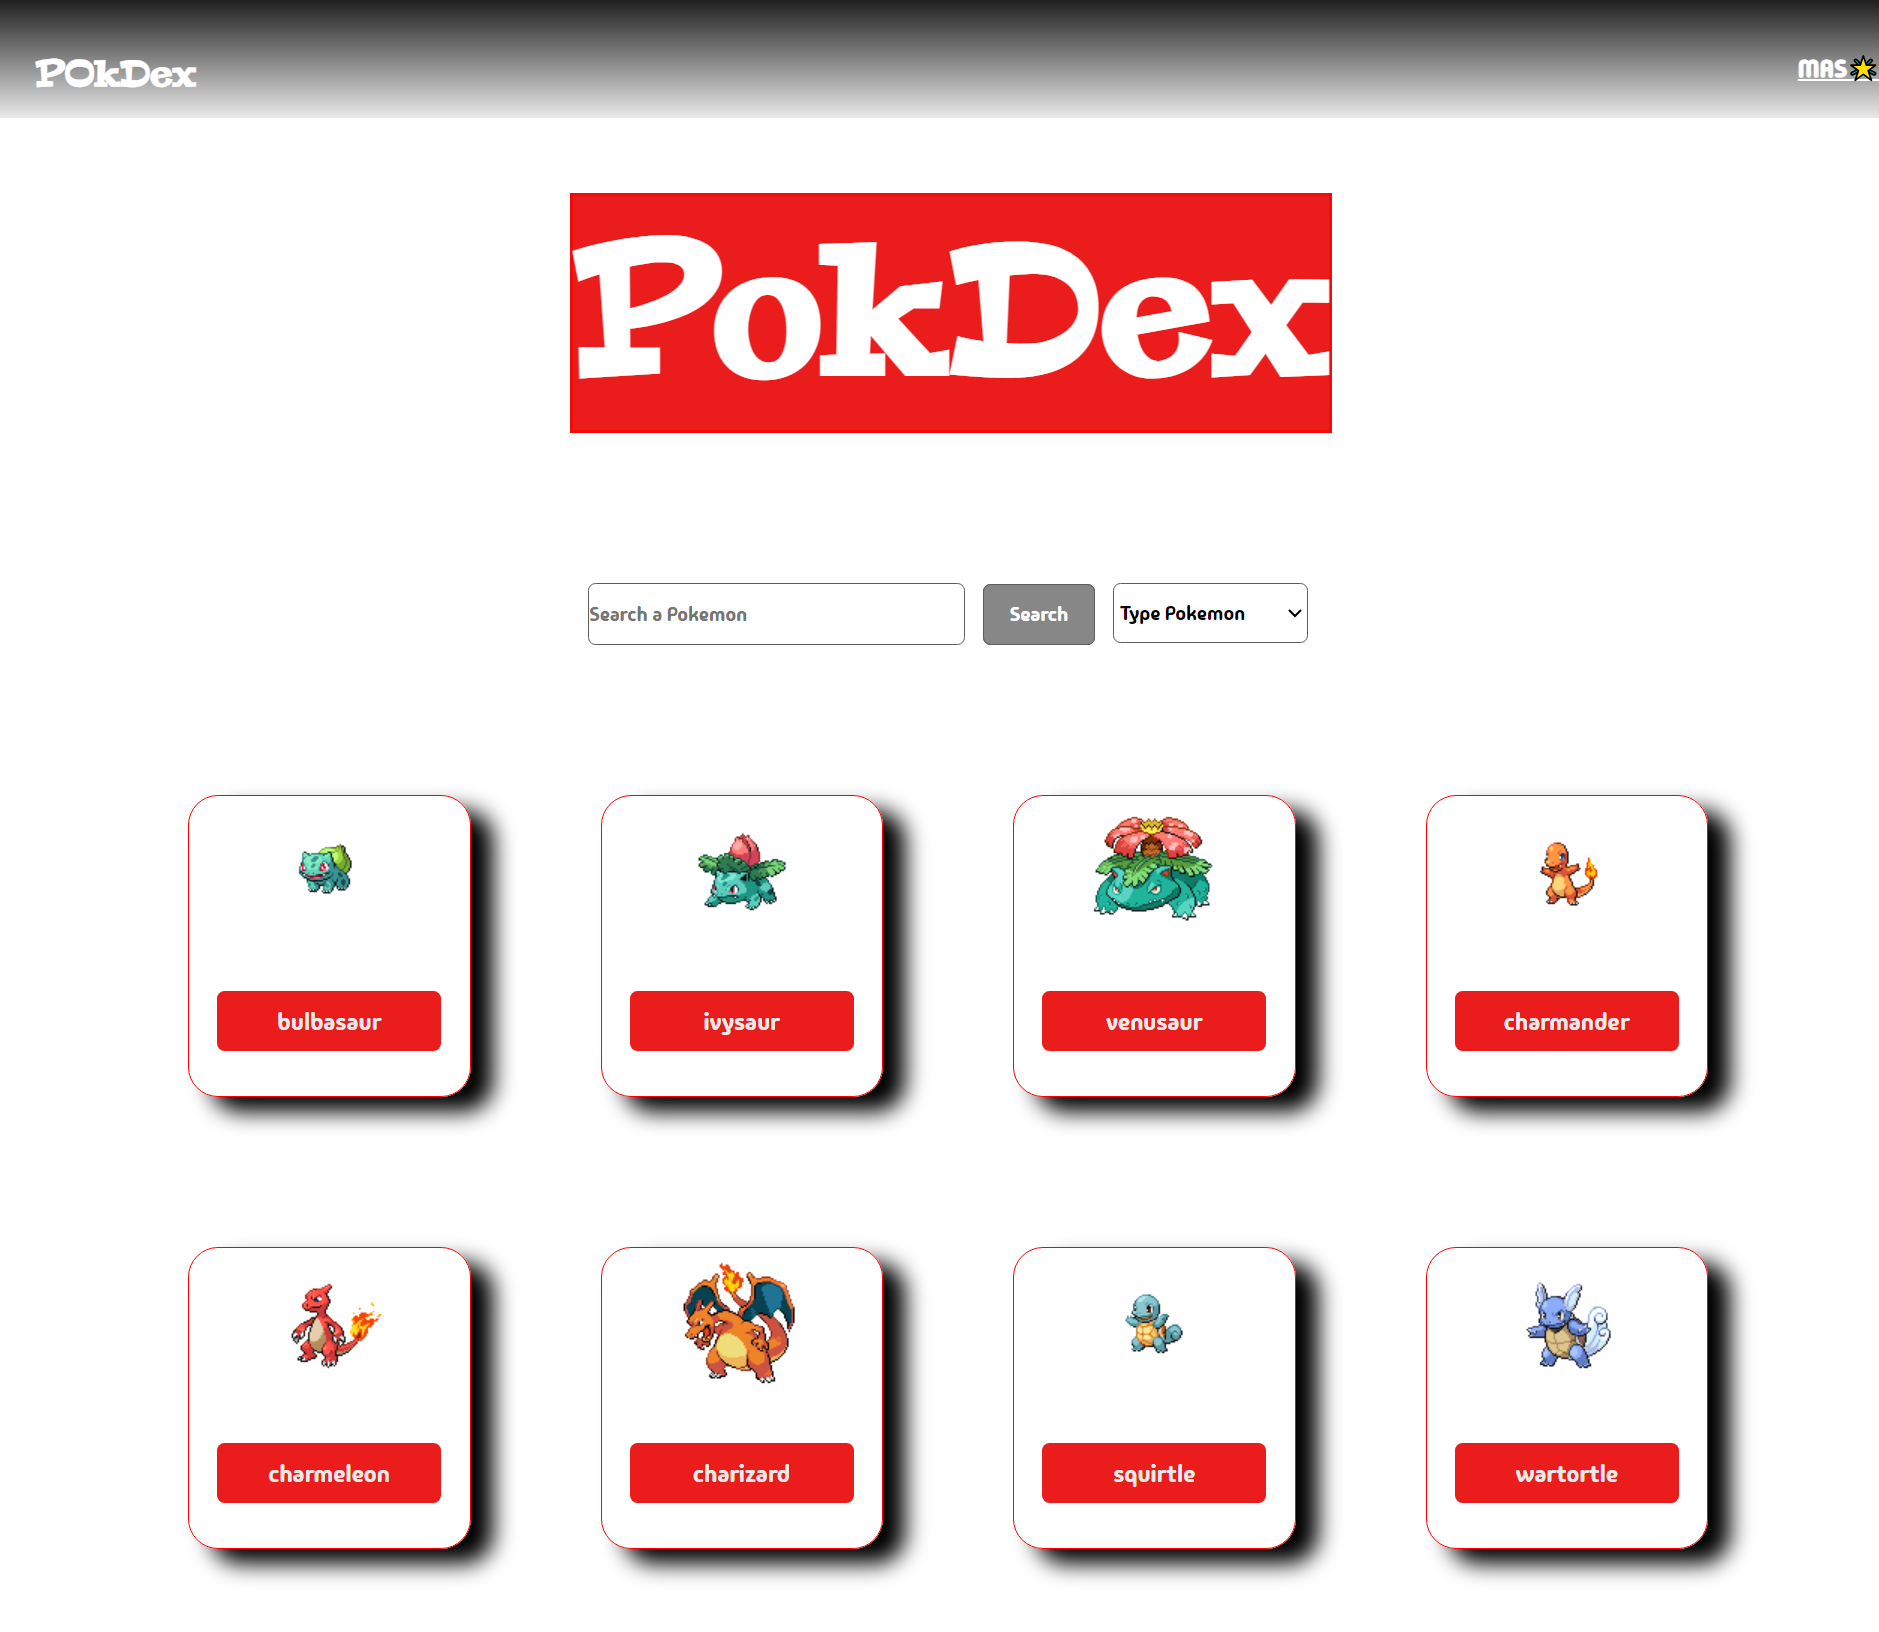 POkDex
MAS
PokDex
Search a Pokemon
Search
Type Pokemon
bulbasaur
ivysaur
venusaur
charmander
charmeleon
charizard
squirtle
wartortle